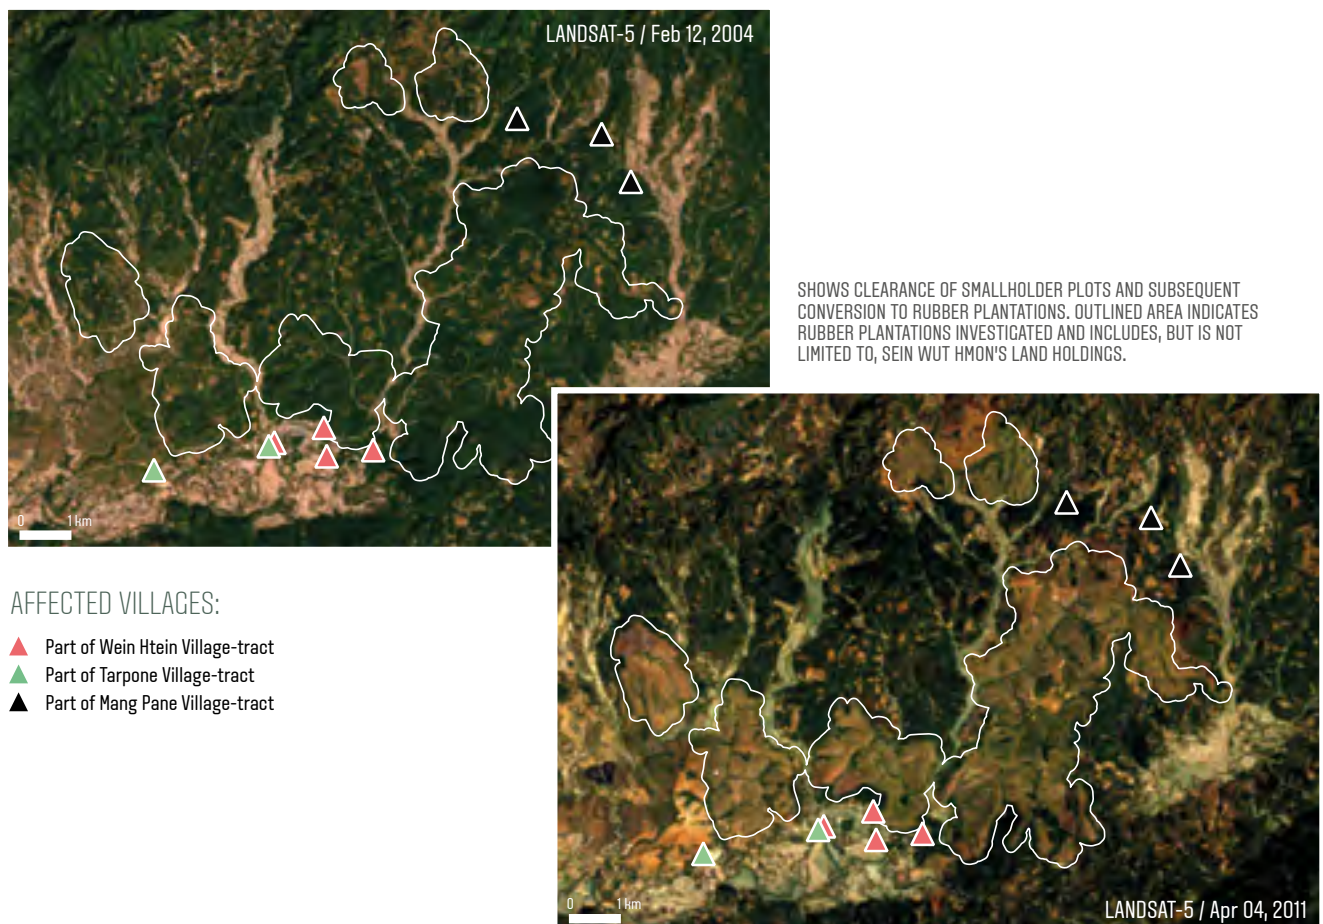 LANDSAT-5 / Feb 12, 2004
SHOWS CLEARANCE OF SMALLHOLDER PLOTS AND SUBSEQUENT
CONVERSION TO RUBBER PLANTATIONS. OUTLINED AREA INDICATES
RUBBER PLANTATIONS INVESTIGATED AND INCLUDES, BUT IS NOT
LIMITED TO, SEIN WUT HMON'S LAND HOLDINGS.
0 1 km
AFFECTED VILLAGES:
Part of Wein Htein Village-tract
Part of Tarpone Village-tract
Part of Mang Pane Village-tract
0 1 km
LANDSAT-5 / Apr 04, 2011